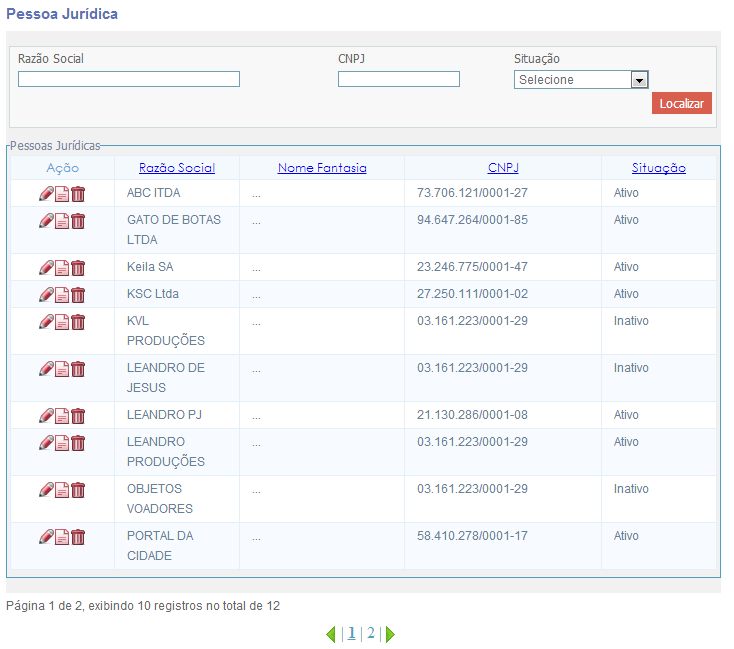 Pessoa Jurídica
Razão Social CNPJ Situação
Selecione
Localizar
Pessoas Jurídicas
Ação Razão Social Nome Fantasia CNPJ Situação
ABC lTDA ... 73.706.121/0001-27 Ativo
GATO DE BOTAS ... 94.647.264/0001-85 Ativo
LTDA
Keila SA ... 23.246.775/0001-47 Ativo
KSC Ltda ... 27.250.111/0001-02 Ativo
KVL ... 03.161.223/0001-29 Inativo
PRODUÇÕES
LEANDRO DE ... 03.161.223/0001-29 Inativo
JESUS
LEANDRO PJ ... 21.130.286/0001-08 Ativo
LEANDRO ... 03.161.223/0001-29 Ativo
PRODUÇÕES
OBJETOS ... 03.161.223/0001-29 Inativo
VOADORES
PORTAL DA ... 58.410.278/0001-17 Ativo
CIDADE
Página 1 de 2, exibindo 10 registros no total de 12
| 1 | 2 |